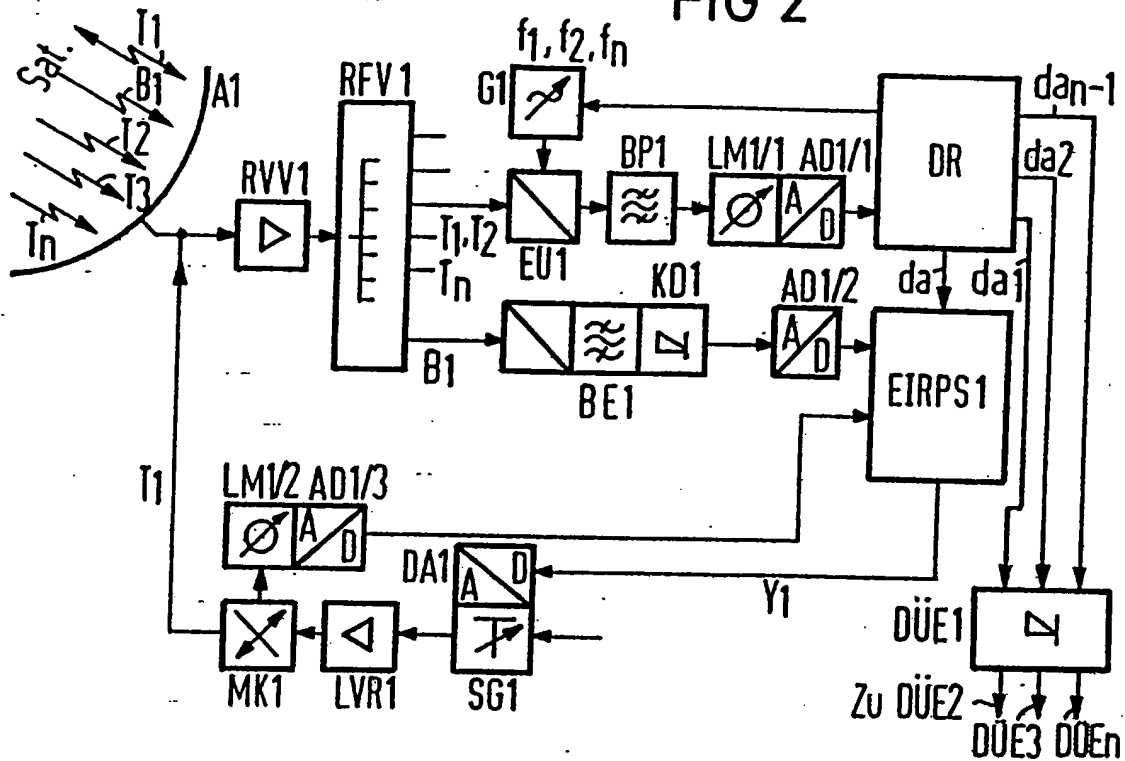 FIG 2
T1
Sat.
B1
A1
T2
T3
Tn
RVV1
RFV1
f1, f2, fn
G1
EU1
BP1
LM1/1 AD1/1
A
D
DR
dan-1
da2
da
da1
T1,T2
Tn
B1
KD1
BE1
AD1/2
A
D
EIRPS1
T1
LM1/2 AD1/3
A
D
DA1
A
D
Y1
MK1
LVR1
SG1
DÜE1
Zu DÜE2
DÜE3 DÜEn